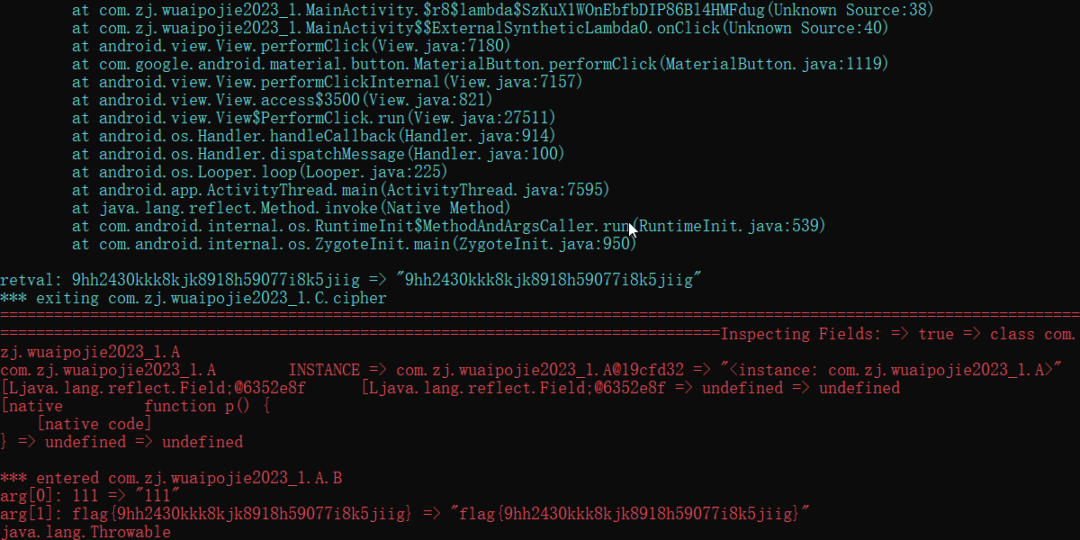 at com.zj.wuaipojie2023_1.MainActivity.$r8$lambda$SzKuXlWOnEbfbDIP86Bl4HMFdug(Unknown Source:38)
at com.zj.wuaipojie2023_1.MainActivity$$ExternalSyntheticLambda0.onClick(Unknown Source:40)
at android.view.View.performClick(View.java:7180)
at com.google.android.material.button.MaterialButton.performClick(MaterialButton.java:1119)
at android.view.View.performClickInternal(View.java:7157)
at android.view.View.access$3500(View.java:821)
at android.view.View$PerformClick.run(View.java:27511)
at android.os.Handler.handleCallback(Handler.java:914)
at android.os.Handler.dispatchMessage(Handler.java:100)
at android.os.Looper.loop(Looper.java:225)
at android.app.ActivityThread.main(ActivityThread.java:7595)
at java.lang.reflect.Method.invoke(Native Method)
at com.android.internal.os.RuntimeInit$MethodAndArgsCaller.run(RuntimeInit.java:539)
at com.android.internal.os.ZygoteInit.main(ZygoteInit.java:950)
retval: 9hh2430kkk8kjk8918h59077i8k5jiig => "9hh2430kkk8kjk8918h59077i8k5jiig"
*** exiting com.zj.wuaipojie2023_1.C.cipher
========================================================================================================================
================================================================================Inspecting Fields: => true => class com.
zj.wuaipojie2023_1.A
com.zj.wuaipojie2023_1.A        INSTANCE => com.zj.wuaipojie2023_1.A@19cfd32 => "<instance: com.zj.wuaipojie2023_1.A>"
[Ljava.lang.reflect.Field;@6352e8f      [Ljava.lang.reflect.Field;@6352e8f => undefined => undefined
[native         function p() {
    [native code]
} => undefined => undefined
*** entered com.zj.wuaipojie2023_1.A.B
arg[0]: 111 => "111"
arg[1]: flag{9hh2430kkk8kjk8918h59077i8k5jiig} => "flag{9hh2430kkk8kjk8918h59077i8k5jiig}"
java.lang.Throwable